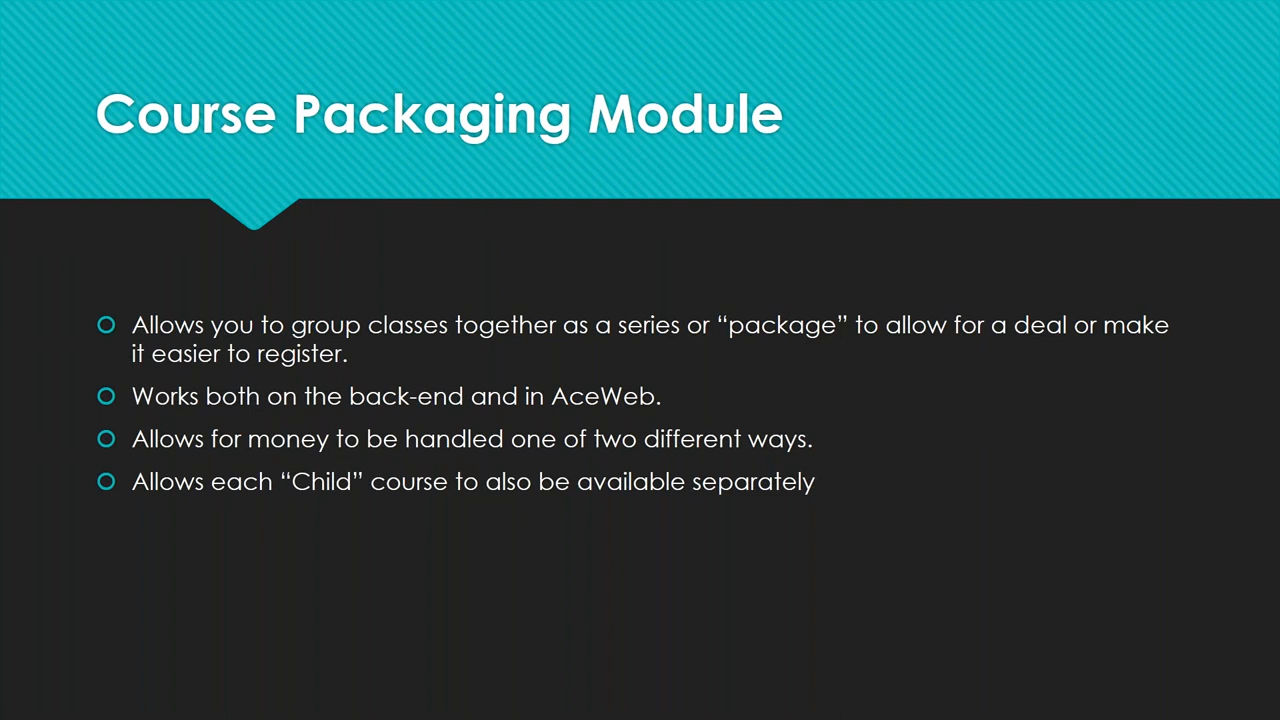 Course Packaging Module
Allows you to group classes together as a series or “package” to allow for a deal or make
it easier to register.
Works both on the back-end and in AceWeb.
Allows for money to be handled one of two different ways.
Allows each “Child” course to also be available separately